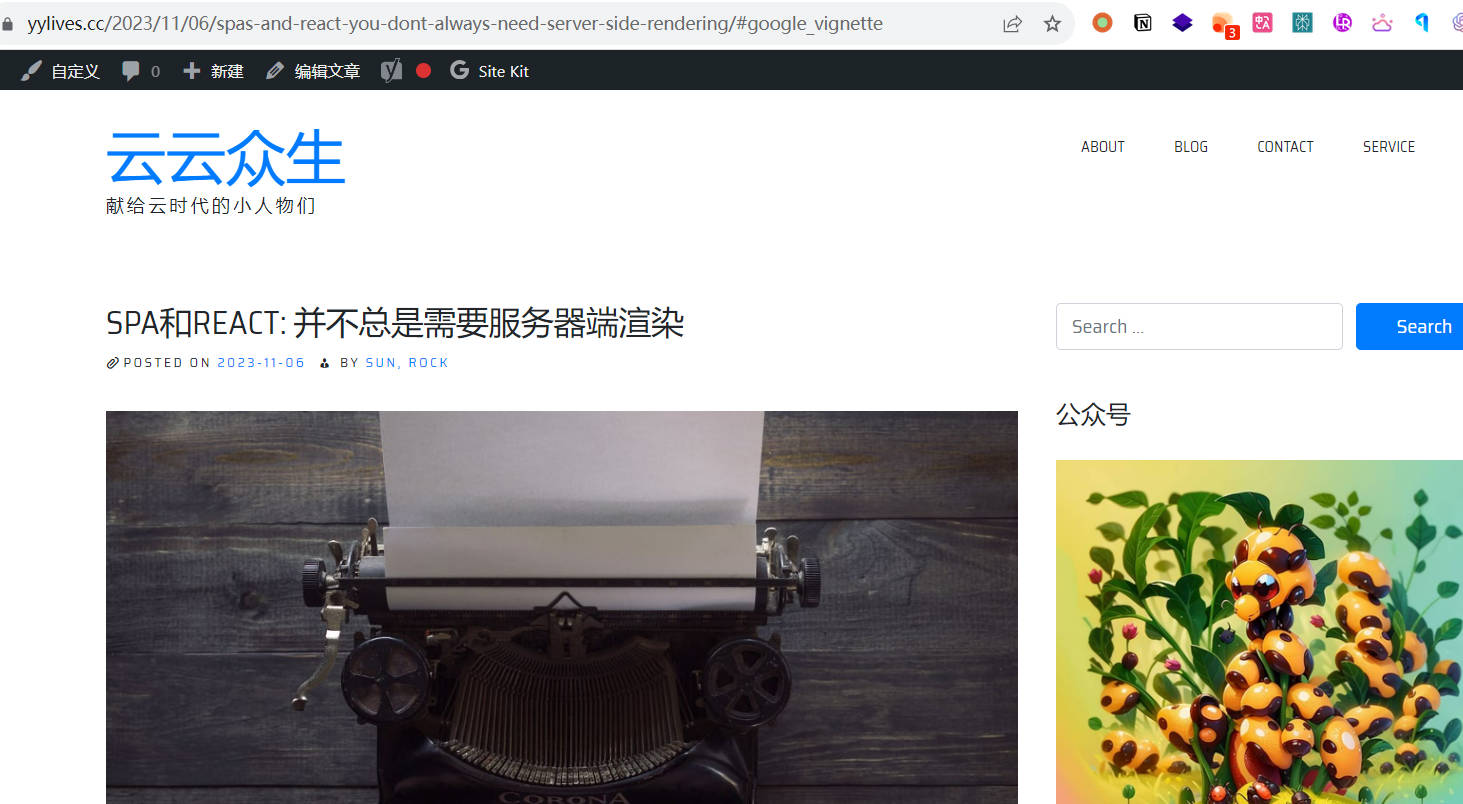 yylives.cc/2023/11/06/spas-and-react-you-dont-always-need-server-side-rendering/#google_vignette
3
自定义 0 新建 编辑文章 Site Kit
云云众生
献给云时代的小人物们
ABOUT BLOG CONTACT SERVICE
SPA和REACT: 并不总是需要服务器端渲染
POSTED ON 2023-11-06 BY SUN, ROCK
Search ... Search
公众号
CORONA